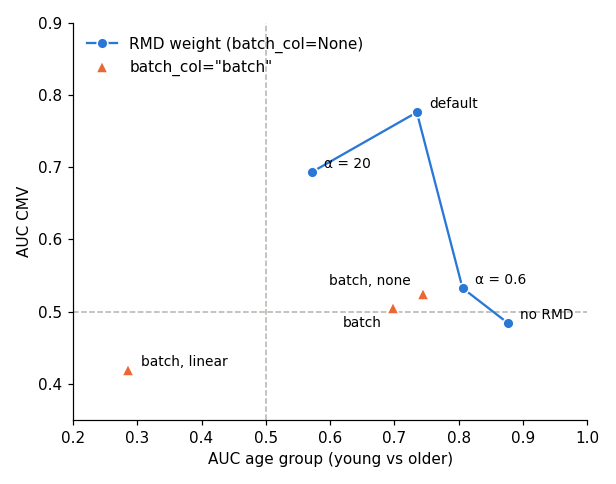 0.9
RMD weight (batch_col=None)
batch_col="batch"
0.8
default
0.7
α = 20
AUC CMV
0.6
batch, none
α = 0.6
0.5
no RMD
batch
batch, linear
0.4
0.2 0.3 0.4 0.5 0.6 0.7 0.8 0.9 1.0
AUC age group (young vs older)